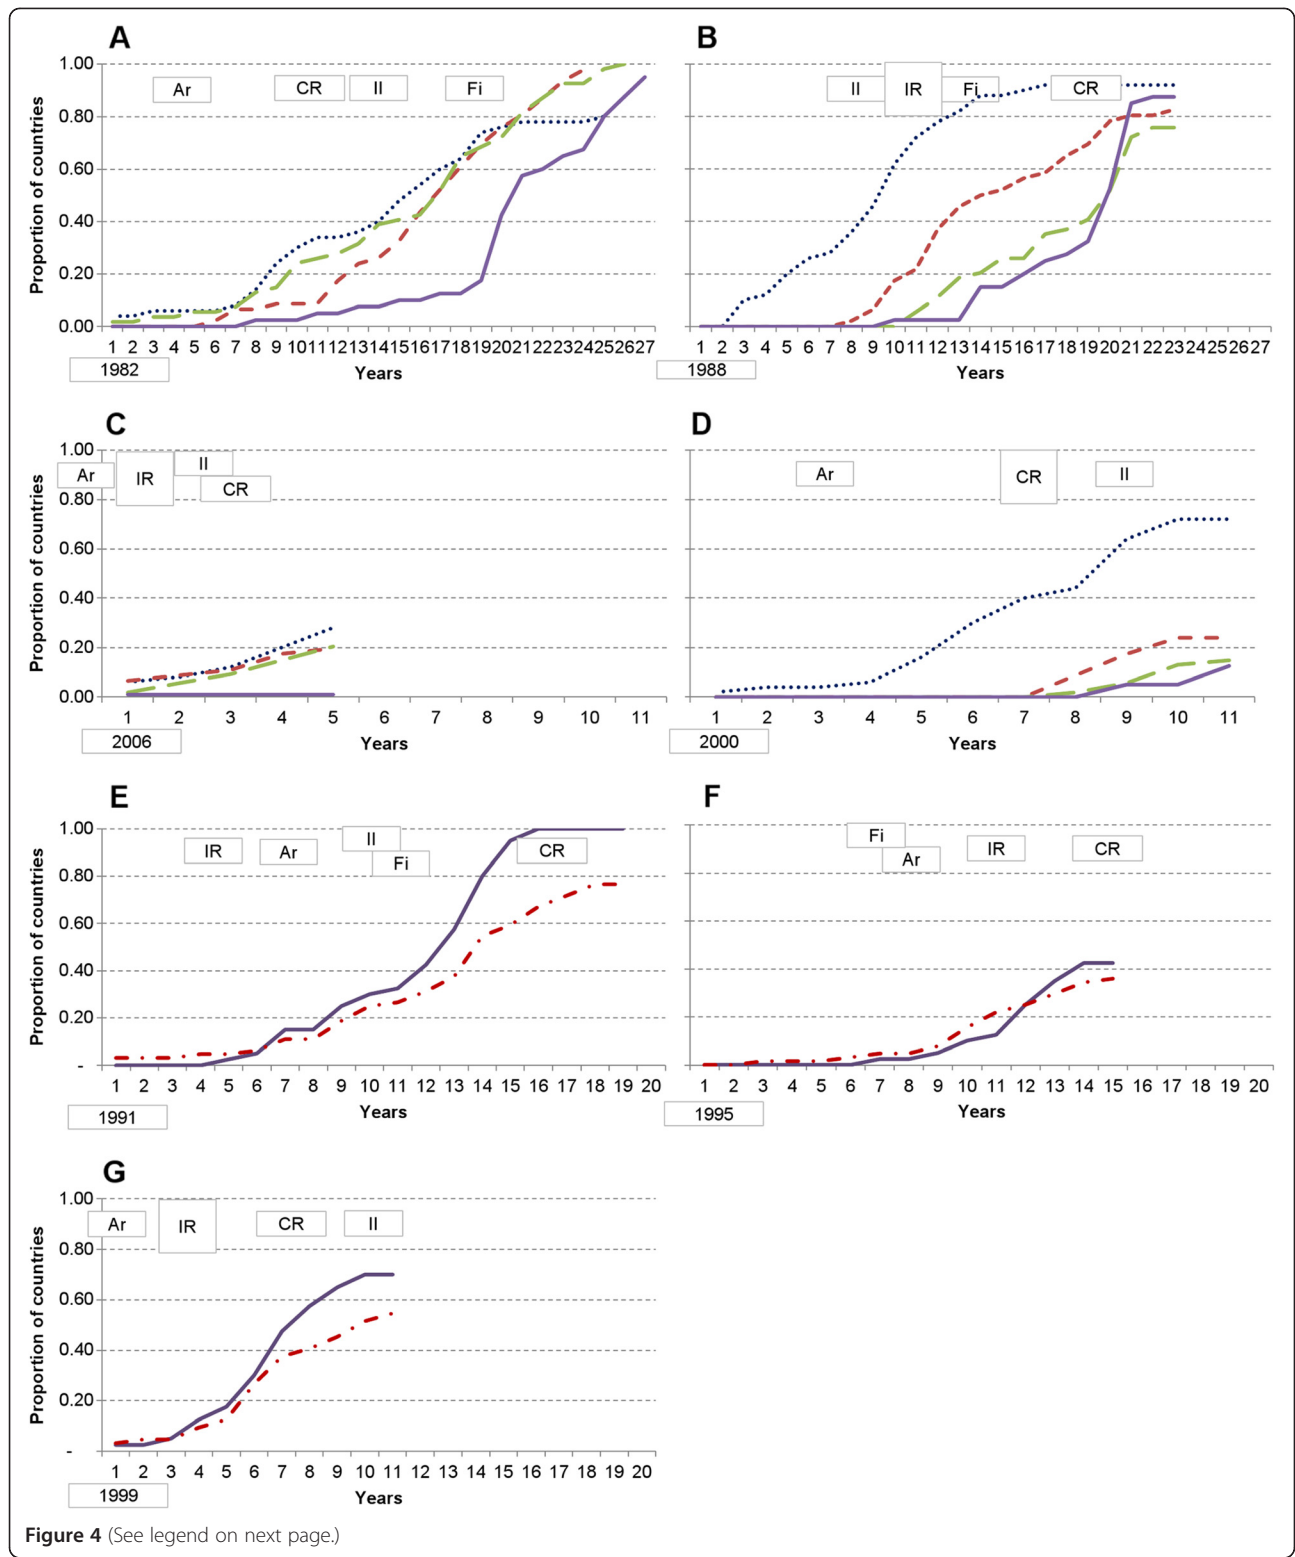 A
B
1.00
0.80
0.60
0.40
0.20
0.00
Proportion of countries
Ar
CR
II
Fi
1 2 3 4 5 6 7 8 9 10 11 12 13 14 15 16 17 18 19 20 21 22 23 24 25 26 27
1982
Years
II
IR
Fi
CR
1 2 3 4 5 6 7 8 9 10 11 12 13 14 15 16 17 18 19 20 21 22 23 24 25 26 27
1988
Years
C
D
1.00
0.80
0.60
0.40
0.20
0.00
Proportion of countries
Ar
IR
II
CR
1 2 3 4 5 7 8 9 10 11
2006
Years
Ar
CR
II
1 2 3 4 5 6 7 8 9 10 11
2000
Years
E
F
1.00
0.80
0.60
0.40
0.20
-
Proportion of countries
IR
Ar
II
Fi
CR
1 2 3 4 5 6 7 8 9 10 11 12 13 14 15 16 17 18 19 20
1991
Years
Fi
Ar
IR
CR
1 2 3 4 5 6 7 8 9 10 11 12 13 14 15 16 17 18 19 20
1995
Years
G
1.00
0.80
0.60
0.40
0.20
-
Proportion of countries
Ar
IR
CR
II
1 2 3 4 5 6 7 8 9 10 11 12 13 14 15 16 17 18 19 20
1999
Years
Figure 4 (See legend on next page.)